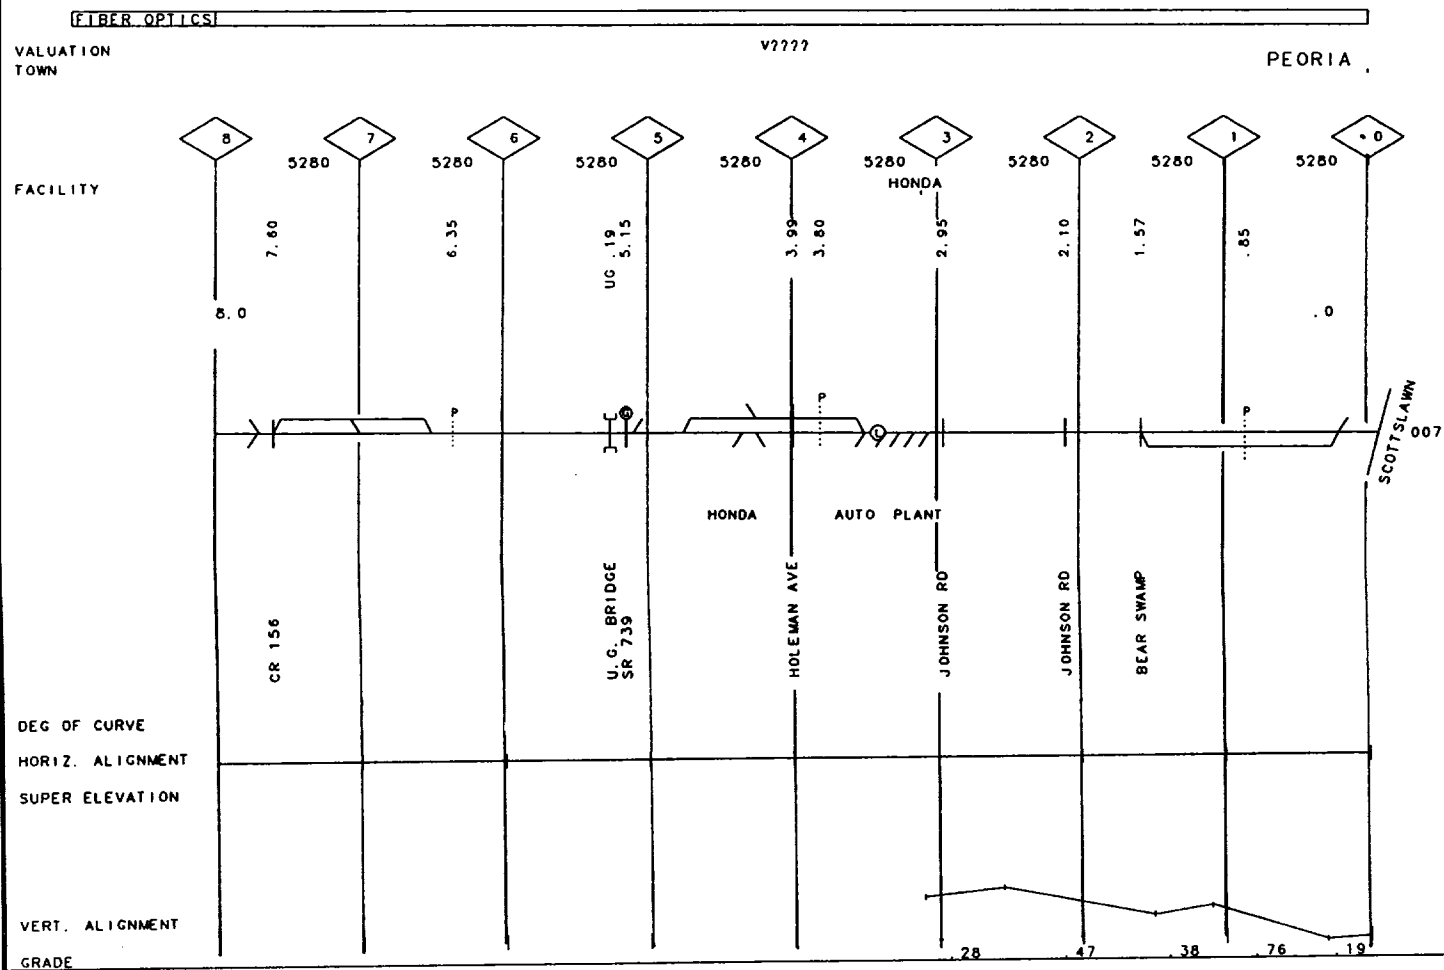 FIBER OPTICS
VALUATION V????
TOWN PEORIA
8 7 6 5 4 3 2 1 .0
5280 5280 5280 5280 5280 5280 5280 5280
FACILITY HONDA
7.60 6.35 UG .19 5.15 3.99 3.80 2.95 2.10 1.57 .85
8.0 .0
P P P
G L
SCOTTSLAWN 007
HONDA AUTO PLANT
CR 156
U.G. BRIDGE
SR 739
HOLEMAN AVE
JOHNSON RD
JOHNSON RD
BEAR SWAMP
DEG OF CURVE
HORIZ. ALIGNMENT
SUPER ELEVATION
VERT. ALIGNMENT
GRADE .28 .47 .38 .76 .19